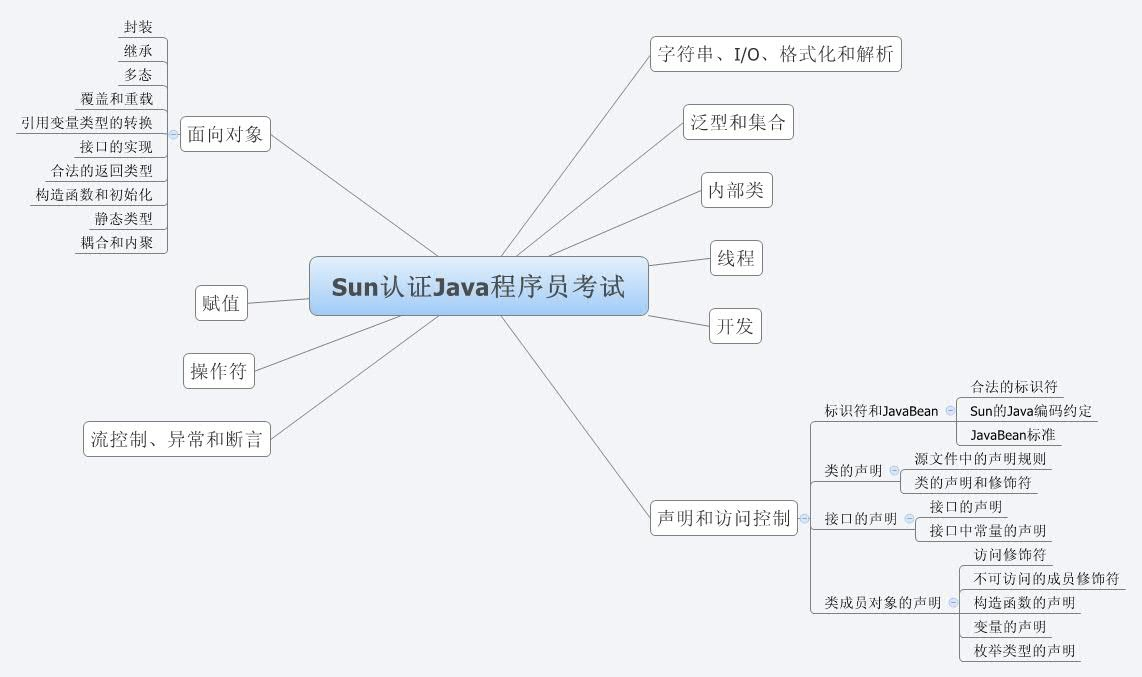 Sun认证Java程序员考试
字符串、I/O、格式化和解析
泛型和集合
内部类
线程
开发
声明和访问控制
标识符和JavaBean
合法的标识符
Sun的Java编码约定
JavaBean标准
类的声明
源文件中的声明规则
类的声明和修饰符
接口的声明
接口的声明
接口中常量的声明
类成员对象的声明
访问修饰符
不可访问的成员修饰符
构造函数的声明
变量的声明
枚举类型的声明
流控制、异常和断言
操作符
赋值
面向对象
封装
继承
多态
覆盖和重载
引用变量类型的转换
接口的实现
合法的返回类型
构造函数和初始化
静态类型
耦合和内聚